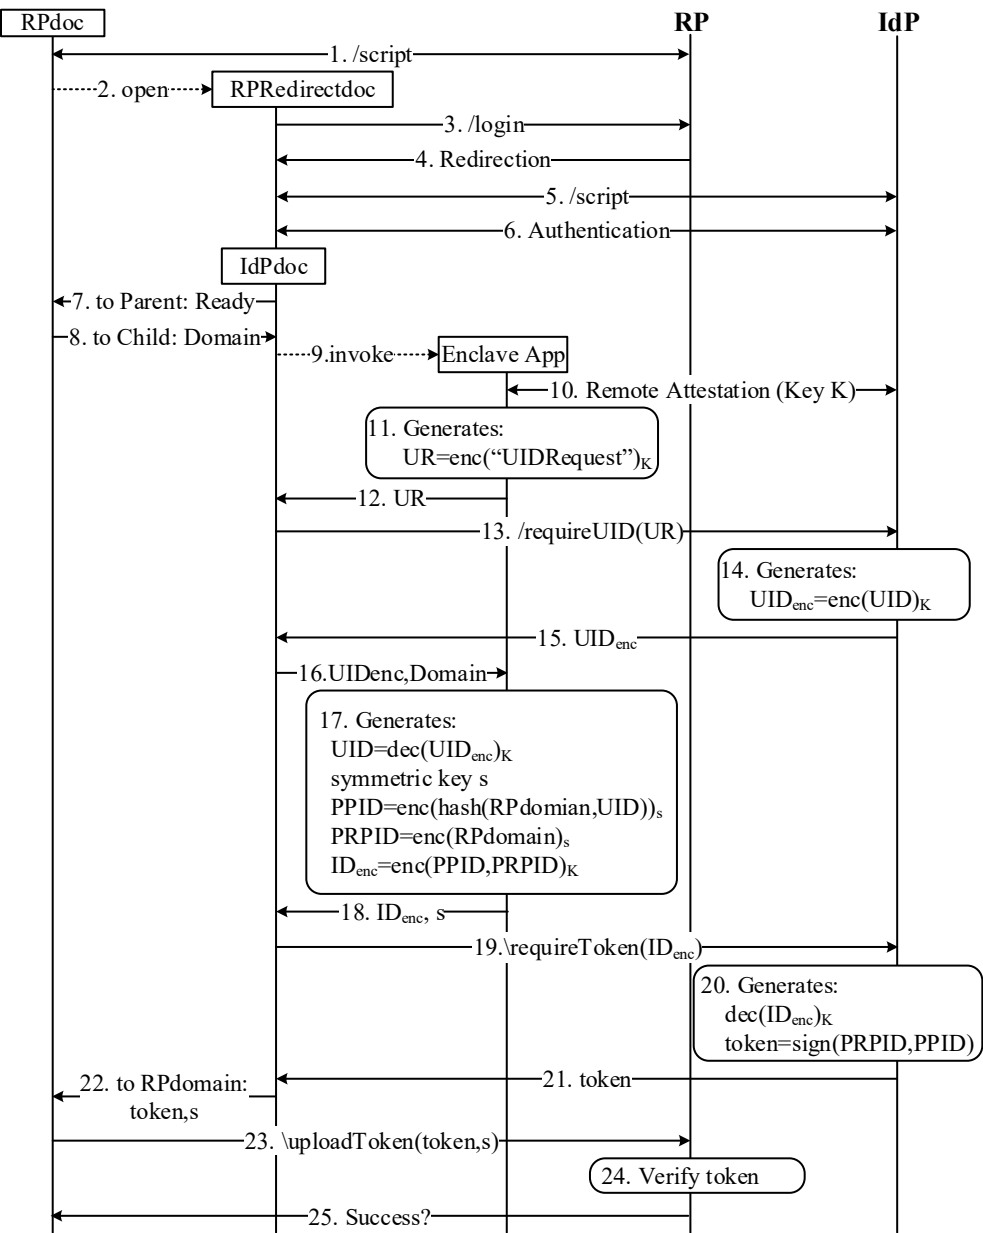 RPdoc
RP
IdP
1. /script
2. open
RPRedirectdoc
3. /login
4. Redirection
5. /script
6. Authentication
IdPdoc
7. to Parent: Ready
8. to Child: Domain
9.invoke
Enclave App
10. Remote Attestation (Key K)
11. Generates:
UR=enc(“UIDRequest”)K
12. UR
13. /requireUID(UR)
14. Generates:
UIDenc=enc(UID)K
15. UIDenc
16.UIDenc,Domain
17. Generates:
UID=dec(UIDenc)K
symmetric key s
PPID=enc(hash(RPdomian,UID))s
PRPID=enc(RPdomain)s
IDenc=enc(PPID,PRPID)K
18. IDenc, s
19.\requireToken(IDenc)
20. Generates:
dec(IDenc)K
token=sign(PRPID,PPID)
21. token
22. to RPdomain:
token,s
23. \uploadToken(token,s)
24. Verify token
25. Success?